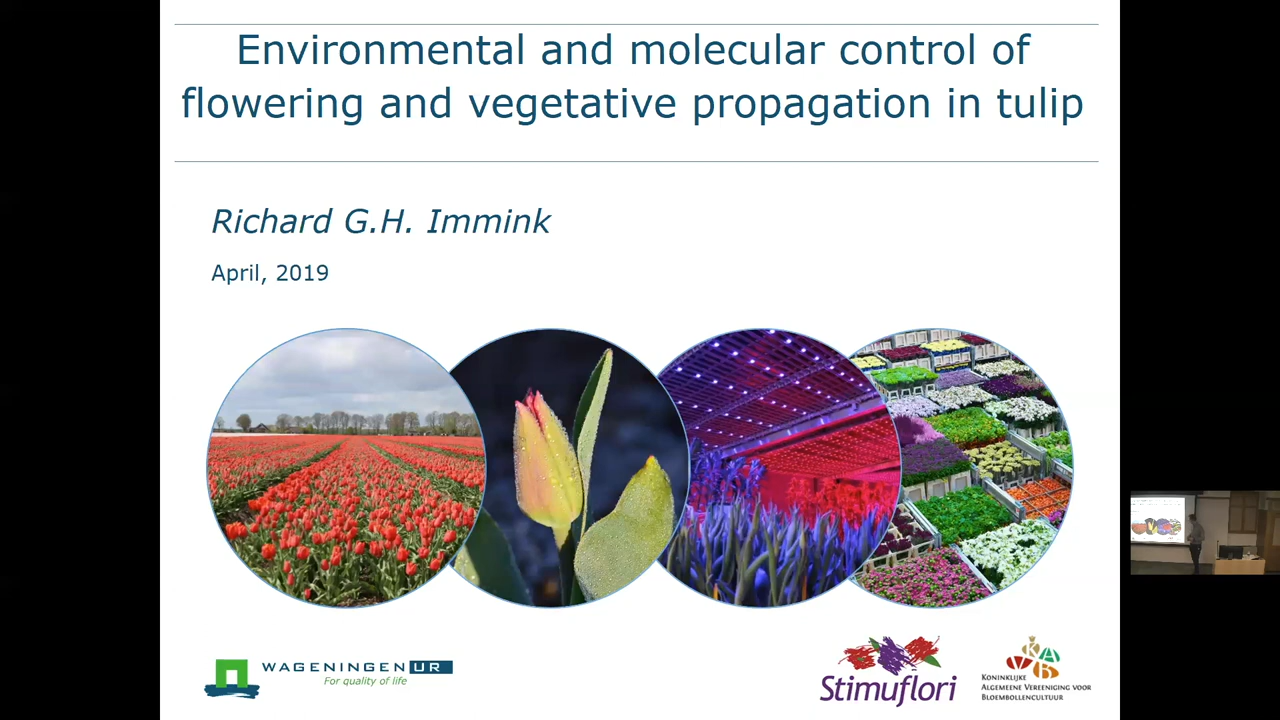 Environmental and molecular control of
flowering and vegetative propagation in tulip
Richard G.H. Immink
April, 2019
WAGENINGEN UR
For quality of life
Stimuflori
KAVB
KONINKLIJKE
ALGEMEENE VEREENIGING VOOR
BLOEMBOLLENCULTUUR